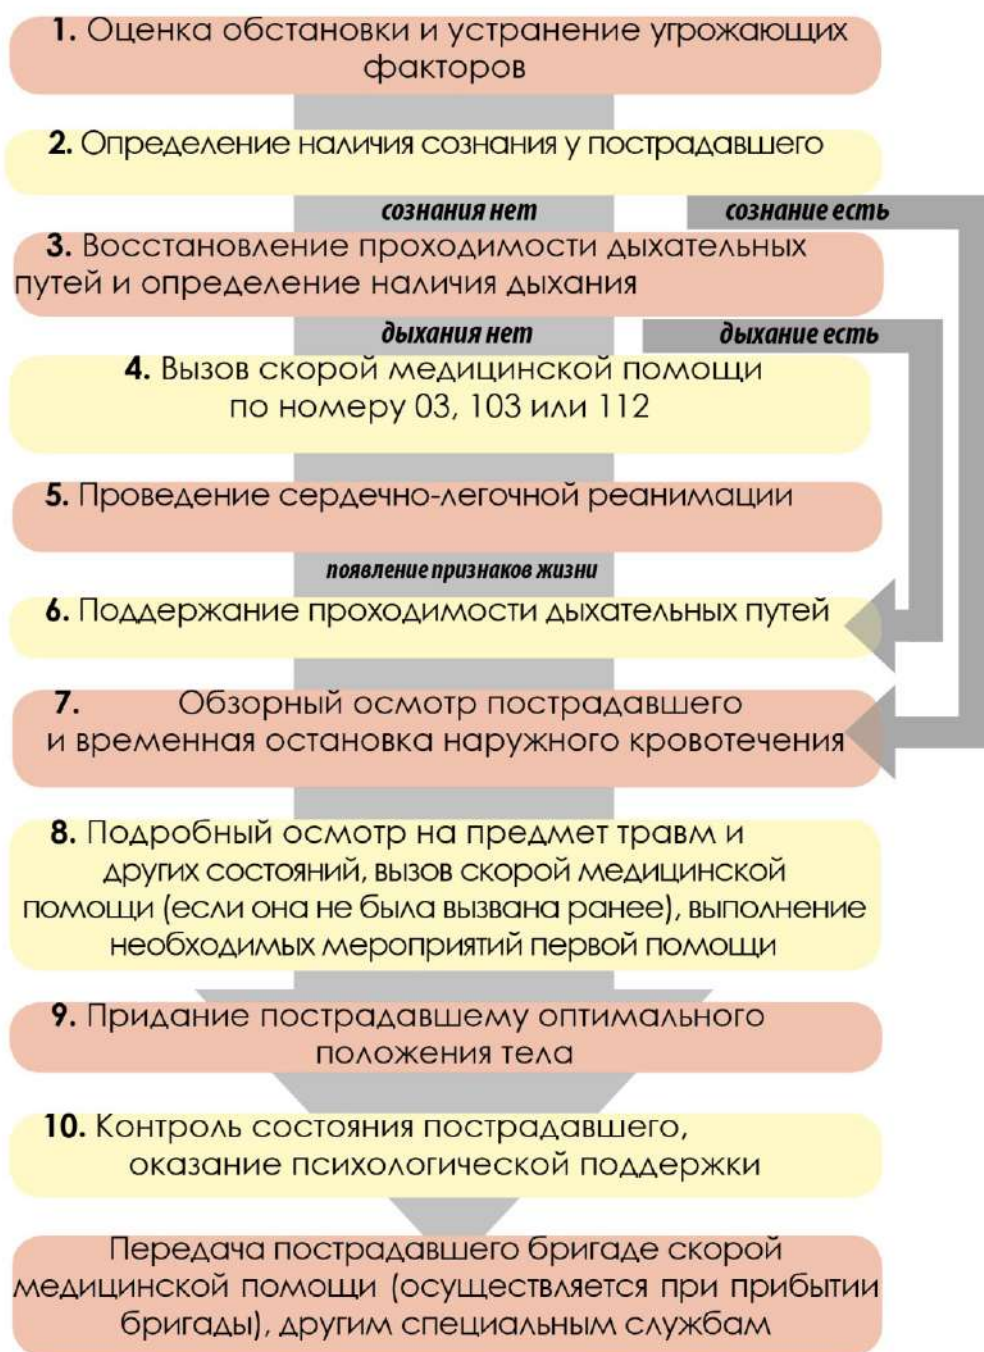 1. Оценка обстановки и устранение угрожающих
факторов
2. Определение наличия сознания у пострадавшего
сознания нет
сознание есть
3. Восстановление проходимости дыхательных
путей и определение наличия дыхания
дыхания нет
дыхание есть
4. Вызов скорой медицинской помощи
по номеру 03, 103 или 112
5. Проведение сердечно-легочной реанимации
появление признаков жизни
6. Поддержание проходимости дыхательных путей
7. Обзорный осмотр пострадавшего
и временная остановка наружного кровотечения
8. Подробный осмотр на предмет травм и
других состояний, вызов скорой медицинской
помощи (если она не была вызвана ранее), выполнение
необходимых мероприятий первой помощи
9. Придание пострадавшему оптимального
положения тела
10. Контроль состояния пострадавшего,
оказание психологической поддержки
Передача пострадавшего бригаде скорой
медицинской помощи (осуществляется при прибытии
бригады), другим специальным службам